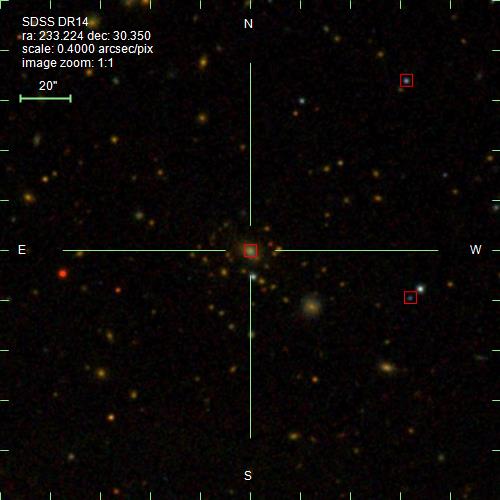 N
SDSS DR14
ra: 233.224 dec: 30.350
scale: 0.4000 arcsec/pix
image zoom: 1:1
20"
E
W
S